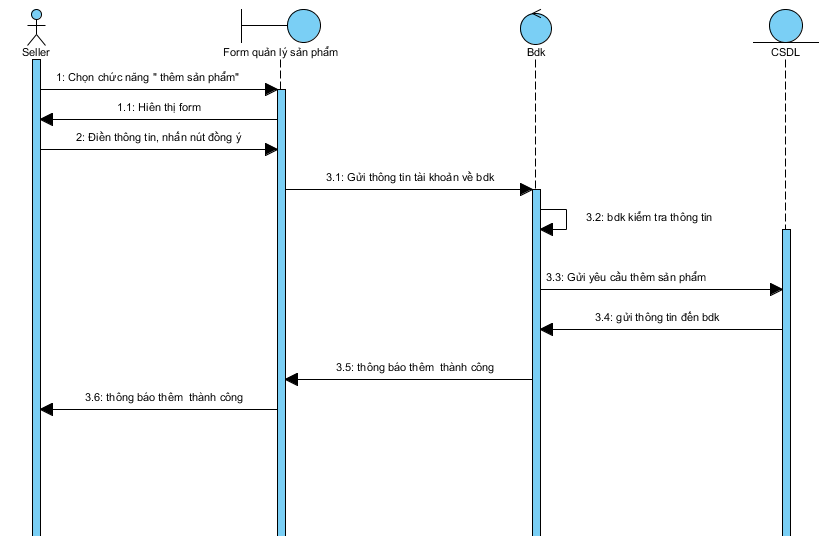 Seller
Form quản lý sản phẩm
Bdk
CSDL
1: Chọn chức năng " thêm sản phẩm"
1.1: Hiên thị form
2: Điền thông tin, nhấn nút đồng ý
3.1: Gửi thông tin tài khoản về bdk
3.2: bdk kiểm tra thông tin
3.3: Gửi yêu cầu thêm sản phẩm
3.4: gửi thông tin đến bdk
3.5: thông báo thêm thành công
3.6: thông báo thêm thành công